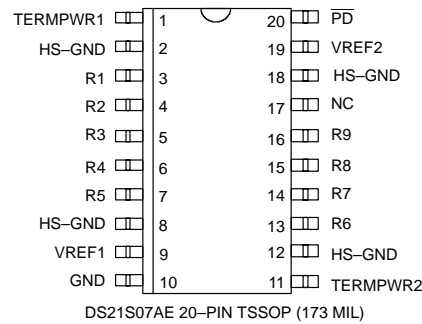 TERMPWR1 1 20 PD
HS–GND 2 19 VREF2
R1 3 18 HS–GND
R2 4 17 NC
R3 5 16 R9
R4 6 15 R8
R5 7 14 R7
HS–GND 8 13 R6
VREF1 9 12 HS–GND
GND 10 11 TERMPWR2
DS21S07AE 20–PIN TSSOP (173 MIL)